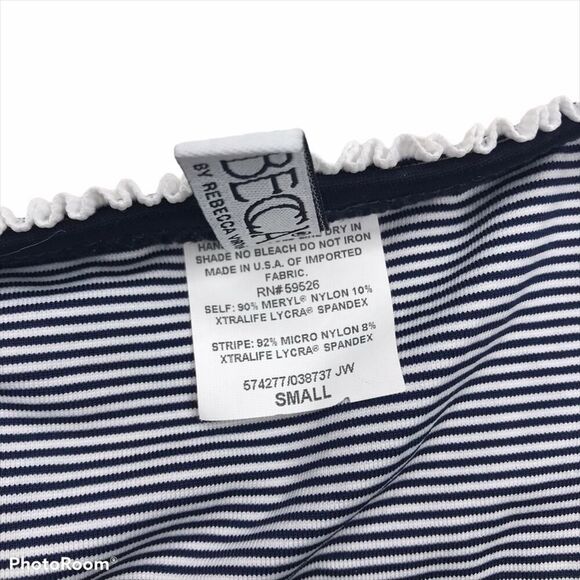 BECCA
BY REBECCA
DRY IN
SHADE NO BLEACH DO NOT IRON
MADE IN U.S.A. OF IMPORTED
FABRIC.
RN#59526
SELF: 90% MERYL® NYLON 10%
XTRALIFE LYCRA® SPANDEX
STRIPE: 92% MICRO NYLON 8%
XTRALIFE LYCRA® SPANDEX
574277/038737 JW
SMALL
PhotoRoom®